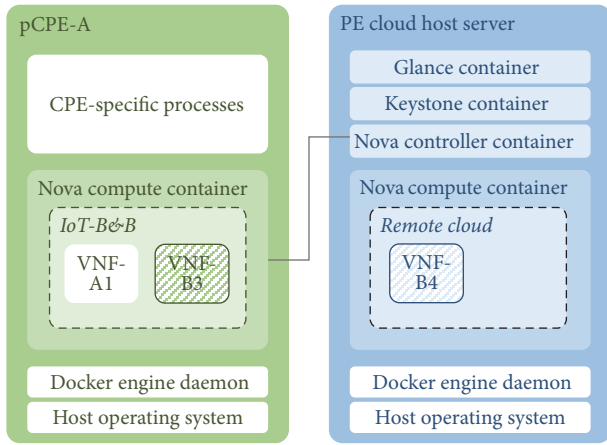 pCPE-A
CPE-specific processes
Nova compute container
IoT-B&B
VNF-
A1
VNF-
B3
Docker engine daemon
Host operating system
PE cloud host server
Glance container
Keystone container
Nova controller container
Nova compute container
Remote cloud
VNF-
B4
Docker engine daemon
Host operating system